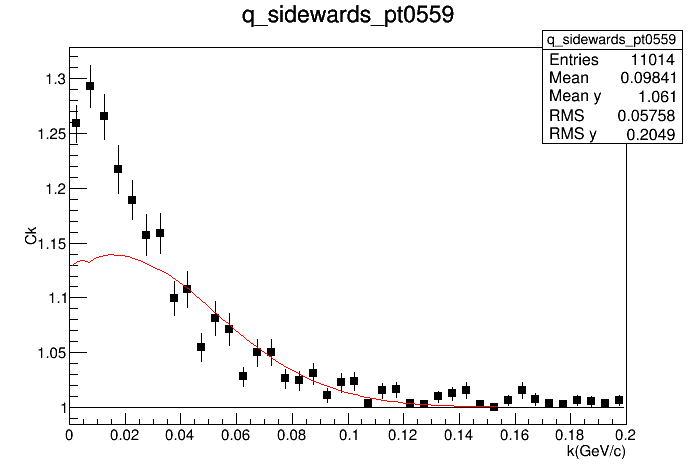 q_sidewards_pt0559
q_sidewards_pt0559
Entries 11014
Mean 0.09841
Mean y 1.061
RMS 0.05758
RMS y 0.2049
Ck
1.3
1.25
1.2
1.15
1.1
1.05
1
0 0.02 0.04 0.06 0.08 0.1 0.12 0.14 0.16 0.18 0.2
k(GeV/c)